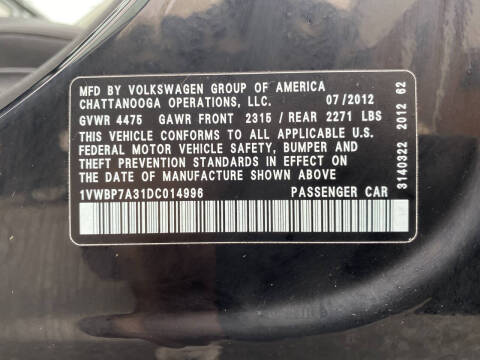 MFD BY VOLKSWAGEN GROUP OF AMERICA
CHATTANOOGA OPERATIONS, LLC. 07/2012
GVWR 4475 GAWR FRONT 2315 / REAR 2271 LBS
THIS VEHICLE CONFORMS TO ALL APPLICABLE U.S.
FEDERAL MOTOR VEHICLE SAFETY, BUMPER AND
THEFT PREVENTION STANDARDS IN EFFECT ON
THE DATE OF MANUFACTURE SHOWN ABOVE
1VWBP7A31DC014996 PASSENGER CAR
3140322 2012 62